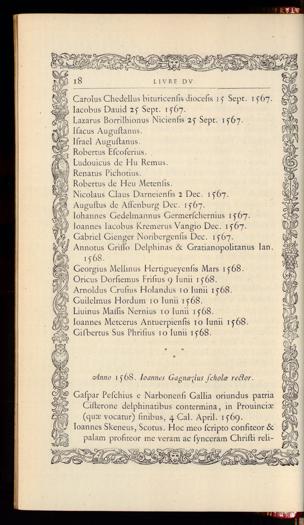 18 LIVRE DV
Carolus Chedellus bituricensis diocesis 15 Sept. 1567.
Iacobus Dauid 25 Sept. 1567.
Lazarus Borrilhionus Niciensis 25 Sept. 1567.
Isacus Augustanus.
Israel Augustanus.
Robertus Escoferius.
Ludouicus de Hu Remus.
Renatus Pichotius.
Robertus de Heu Metensis.
Nicolaus Claus Darneiensis 2 Dec. 1567.
Augustus de Assenburg Dec. 1567.
Iohannes Gedelmannus Germerschernius 1567.
Ioannes Iacobus Kremerus Vangio Dec. 1567.
Gabriel Gienger Noribergensis Dec. 1567.
Annotus Grisso Delphinas & Gratianopolitanus Ian.
1568.
Georgius Mellinus Hertigueyensis Mars 1568.
Oricus Dorsiemus Frisius 9 Iunii 1568.
Arnoldus Crusius Holandus 10 Iunii 1568.
Guilelmus Hordum 10 Iunii 1568.
Liuinus Massis Nernius 10 Iunii 1568.
Ioannes Metcerus Antuerpiensis 10 Iunii 1568.
Gisbertus Sus Phrisius 10 Iunii 1568.
* * *
Anno 1568. Ioannes Gagnæius scholæ rector.
Gaspar Peschius e Narbonensi Gallia oriundus patria
Cisterone delphinatibus contermina, in Prouinciæ
(quæ vocatur) finibus, 4 Cal. April. 1569.
Ioannes Skeneus, Scotus. Hoc meo scripto confiteor &
palam profiteor me veram ac synceram Christi reli-